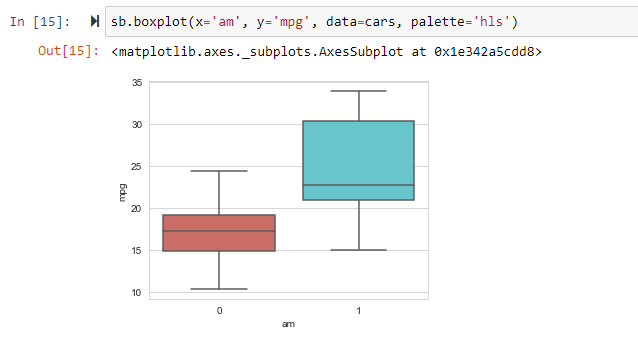 In [15]: sb.boxplot(x='am', y='mpg', data=cars, palette='hls')
Out[15]: <matplotlib.axes._subplots.AxesSubplot at 0x1e342a5cdd8>
35
30
25
mpg
20
15
10
0 1
am